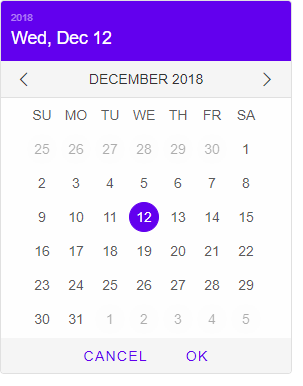 2018
Wed, Dec 12
DECEMBER 2018
SU MO TU WE TH FR SA
25 26 27 28 29 30 1
2 3 4 5 6 7 8
9 10 11 12 13 14 15
16 17 18 19 20 21 22
23 24 25 26 27 28 29
30 31 1 2 3 4 5
CANCEL OK